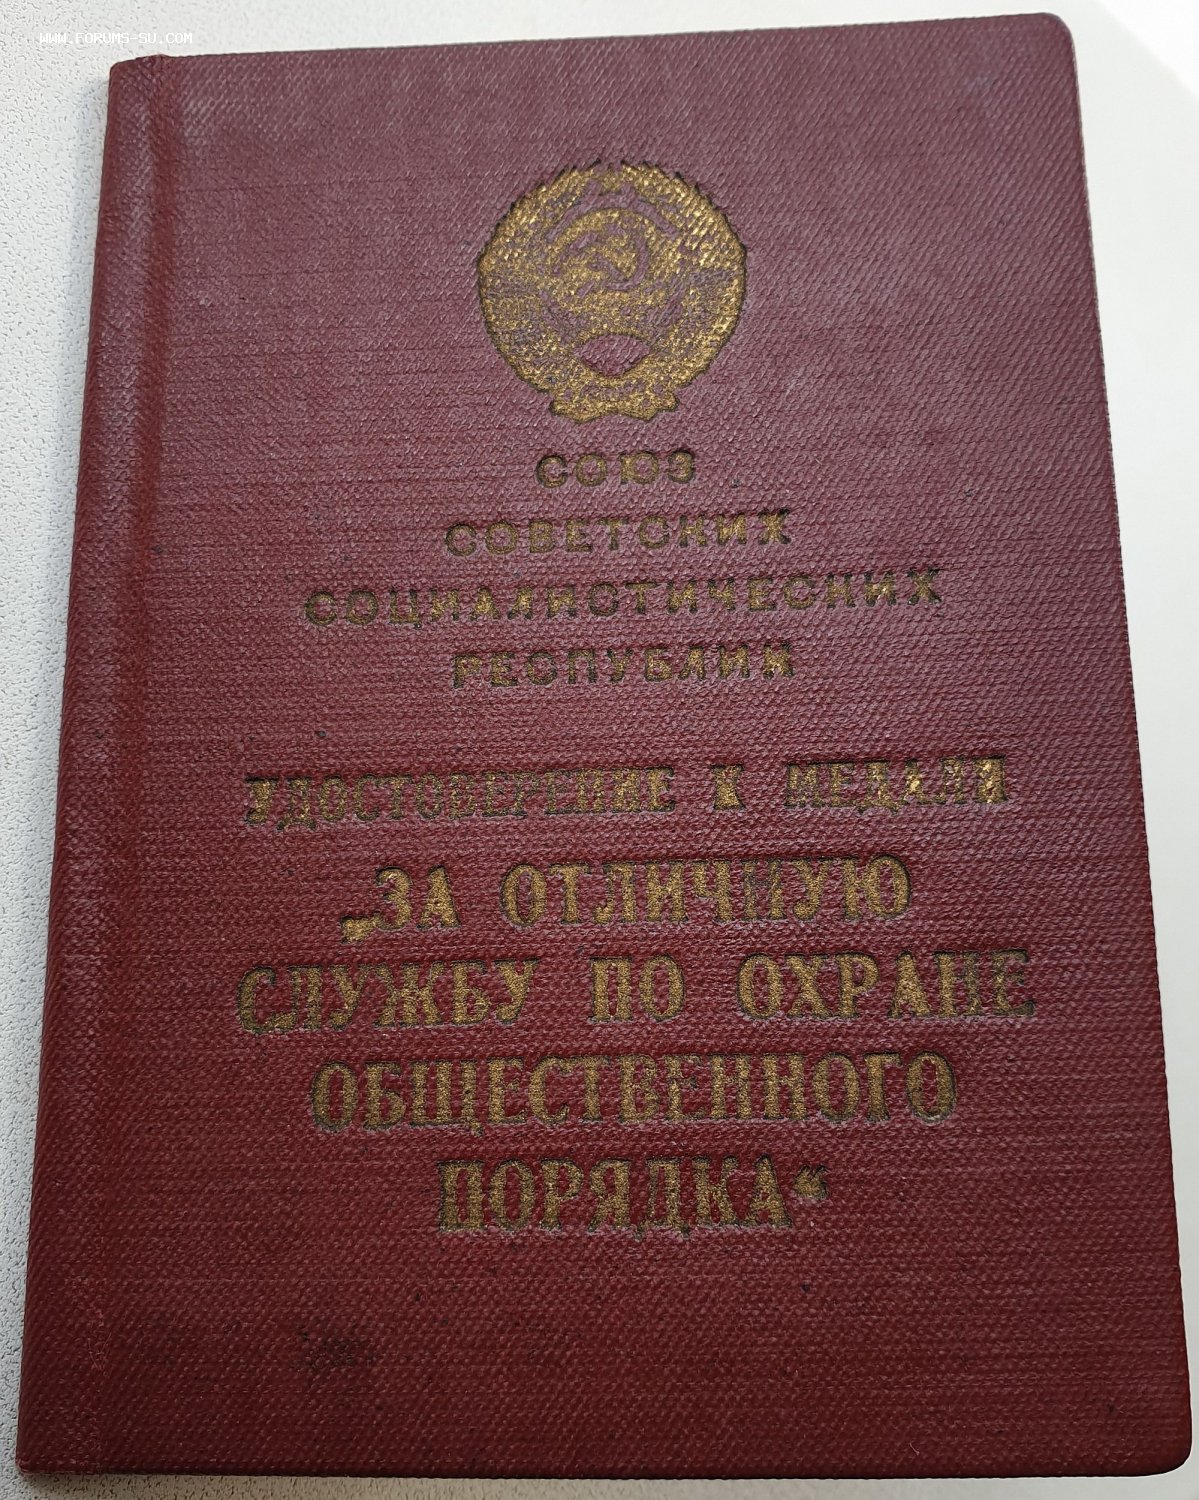 WWW.FORUMS-SU.COM
СОЮЗ
СОВЕТСКИХ
СОЦИАЛИСТИЧЕСКИХ
РЕСПУБЛИК
УДОСТОВЕРЕНИЕ К МЕДАЛИ
„ЗА ОТЛИЧНУЮ
СЛУЖБУ ПО ОХРАНЕ
ОБЩЕСТВЕННОГО
ПОРЯДКА“